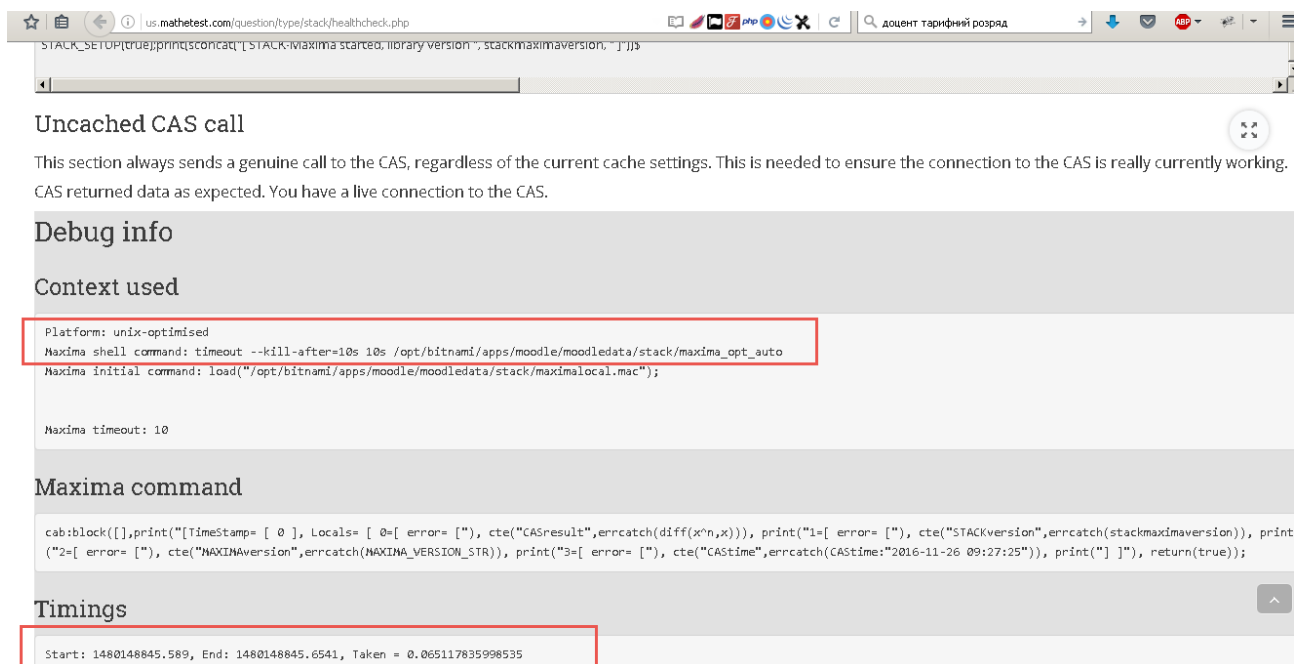 us.mathetest.com/question/type/stack/healthcheck.php
php
доцент тарифний розряд
ABP
STACK_SETUP(true);print(sconcat("[ STACK-Maxima started, library version ", stackmaximaversion, " ]"))$
Uncached CAS call
This section always sends a genuine call to the CAS, regardless of the current cache settings. This is needed to ensure the connection to the CAS is really currently working.
CAS returned data as expected. You have a live connection to the CAS.
Debug info
Context used
Platform: unix-optimised
Maxima shell command: timeout --kill-after=10s 10s /opt/bitnami/apps/moodle/moodledata/stack/maxima_opt_auto
Maxima initial command: load("/opt/bitnami/apps/moodle/moodledata/stack/maximalocal.mac");
Maxima timeout: 10
Maxima command
cab:block([],print("[TimeStamp= [ 0 ], Locals= [ 0=[ error= ["), cte("CASresult",errcatch(diff(x^n,x))), print("1=[ error= ["), cte("STACKversion",errcatch(stackmaximaversion)), print
("2=[ error= ["), cte("MAXIMAversion",errcatch(MAXIMA_VERSION_STR)), print("3=[ error= ["), cte("CAStime",errcatch(CAStime:"2016-11-26 09:27:25")), print("] ]"), return(true));
Timings
Start: 1480148845.589, End: 1480148845.6541, Taken = 0.065117835998535